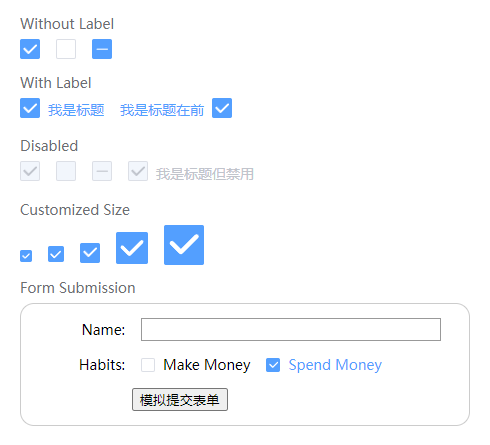 Without Label
With Label
我是标题 我是标题在前
Disabled
我是标题但禁用
Customized Size
Form Submission
Name:
Habits: Make Money Spend Money
模拟提交表单